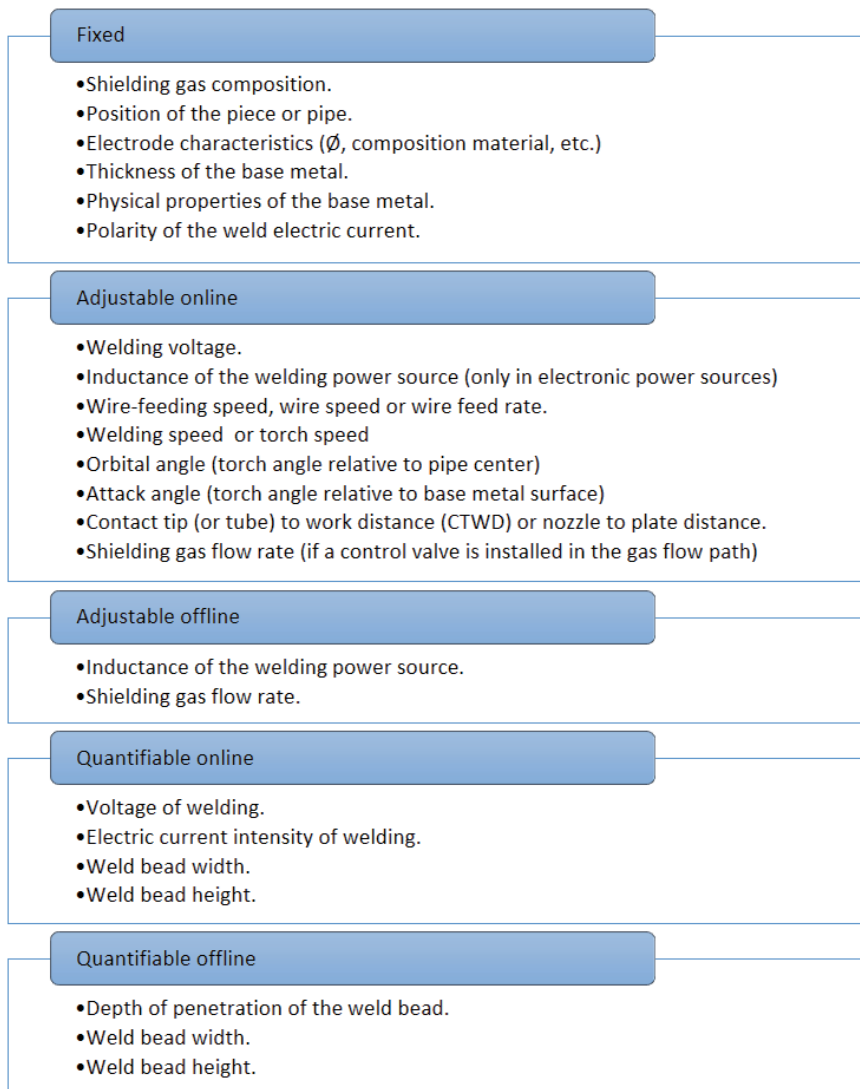 Fixed
•Shielding gas composition.
•Position of the piece or pipe.
•Electrode characteristics (Ø, composition material, etc.)
•Thickness of the base metal.
•Physical properties of the base metal.
•Polarity of the weld electric current.
Adjustable online
•Welding voltage.
•Inductance of the welding power source (only in electronic power sources)
•Wire-feeding speed, wire speed or wire feed rate.
•Welding speed or torch speed
•Orbital angle (torch angle relative to pipe center)
•Attack angle (torch angle relative to base metal surface)
•Contact tip (or tube) to work distance (CTWD) or nozzle to plate distance.
•Shielding gas flow rate (if a control valve is installed in the gas flow path)
Adjustable offline
•Inductance of the welding power source.
•Shielding gas flow rate.
Quantifiable online
•Voltage of welding.
•Electric current intensity of welding.
•Weld bead width.
•Weld bead height.
Quantifiable offline
•Depth of penetration of the weld bead.
•Weld bead width.
•Weld bead height.